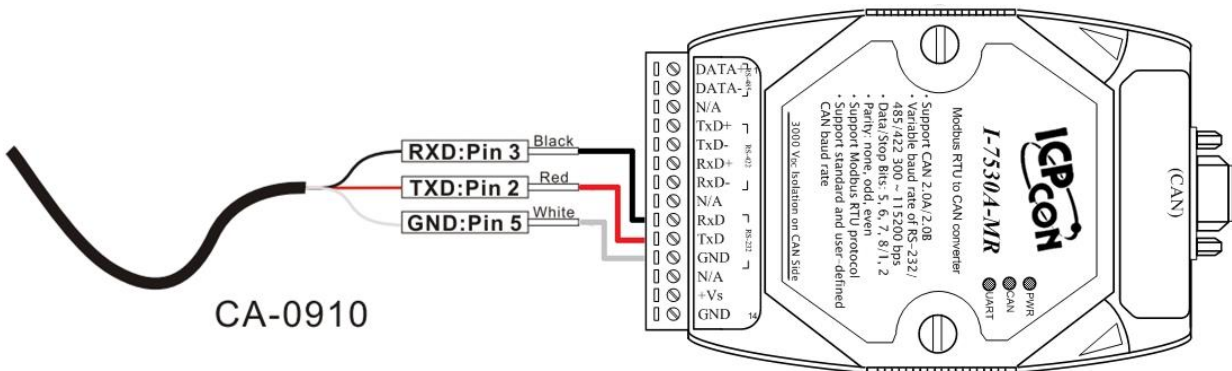 RXD:Pin 3
Black
TXD:Pin 2
Red
GND:Pin 5
White
CA-0910
DATA+
DATA-
RS-485
N/A
TxD+
TxD-
RxD+
RxD-
RS-422
N/A
RxD
TxD
GND
RS-232
N/A
+Vs
GND
14
3000 VDC Isolation on CAN Side
• Support CAN 2.0A/2.0B
• Variable baud rate of RS-232/
485/422 300 ~ 115200 bps
• Data/Stop Bits: 5, 6, 7, 8/1, 2
• Parity: none, odd, even
• Support Modbus RTU protocol
• Support standard and user-defined
CAN baud rate
Modbus RTU to CAN converter
I-7530A-MR
ICP CON
PWR
CAN
UART
(CAN)